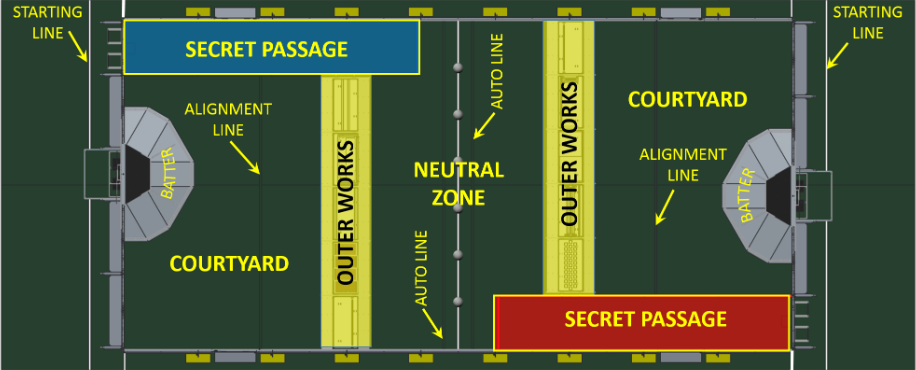 STARTING
LINE
SECRET PASSAGE
AUTO LINE
STARTING
LINE
ALIGNMENT
LINE
COURTYARD
BATTER
OUTER WORKS
NEUTRAL
ZONE
OUTER WORKS
ALIGNMENT
LINE
BATTER
COURTYARD
AUTO LINE
SECRET PASSAGE